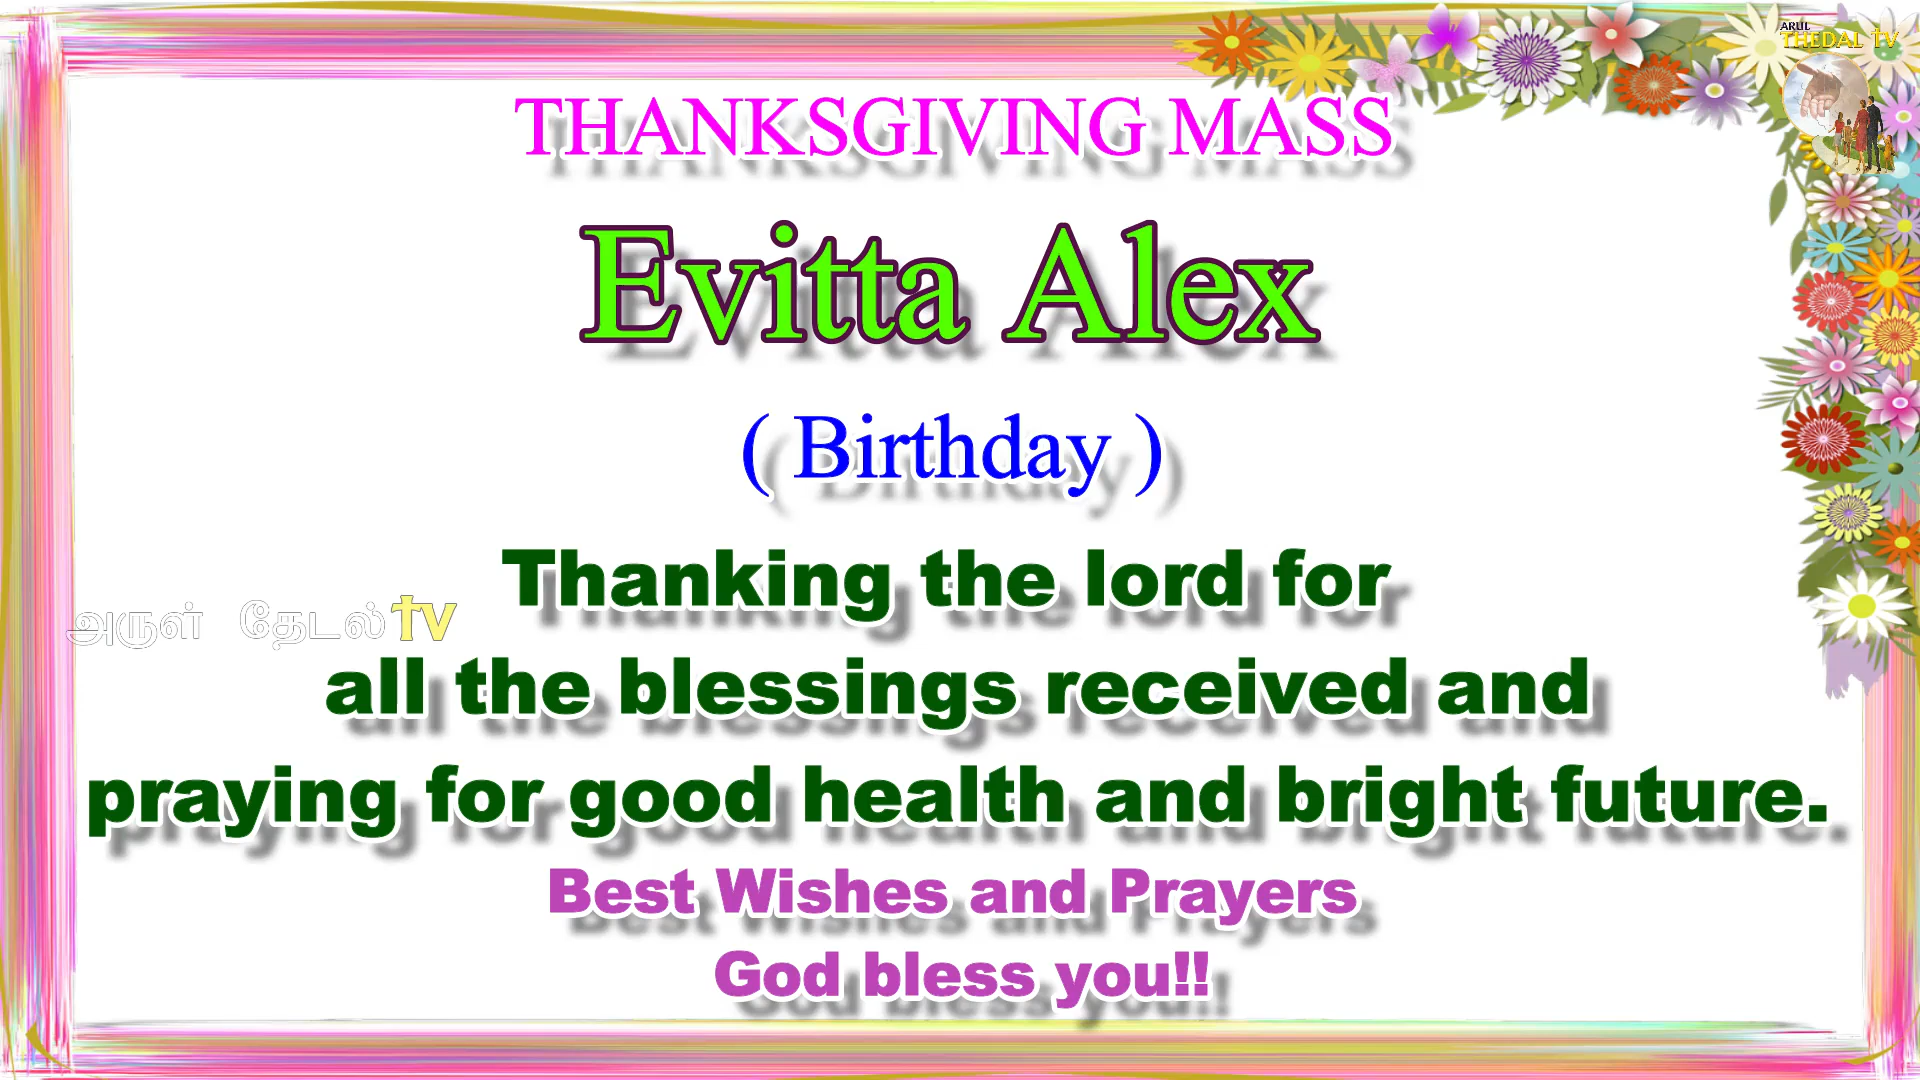 ARUL
THEDAL TV
THANKSGIVING MASS
Evitta Alex
( Birthday )
Thanking the lord for
அருள் தேடல் tv
all the blessings received and
praying for good health and bright future.
Best Wishes and Prayers
God bless you!!